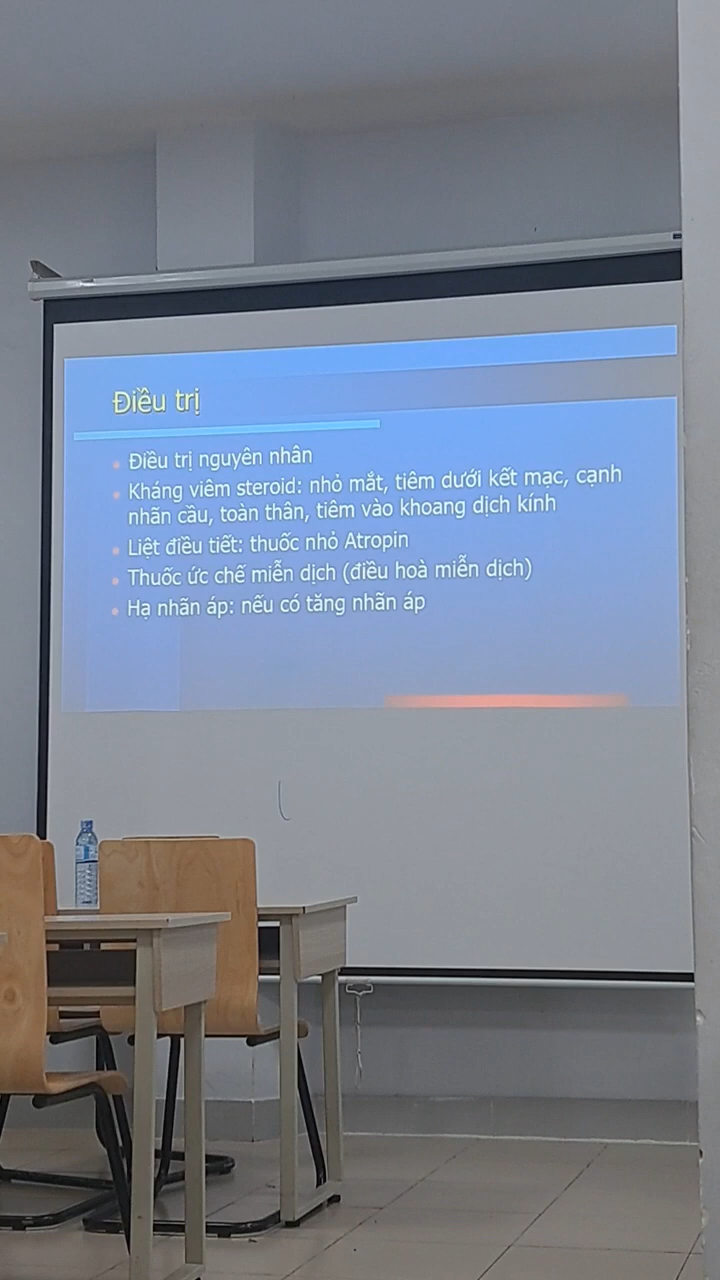 Điều trị
Điều trị nguyên nhân
Kháng viêm steroid: nhỏ mắt, tiêm dưới kết mạc, cạnh
nhãn cầu, toàn thân, tiêm vào khoang dịch kính
Liệt điều tiết: thuốc nhỏ Atropin
Thuốc ức chế miễn dịch (điều hoà miễn dịch)
Hạ nhãn áp: nếu có tăng nhãn áp